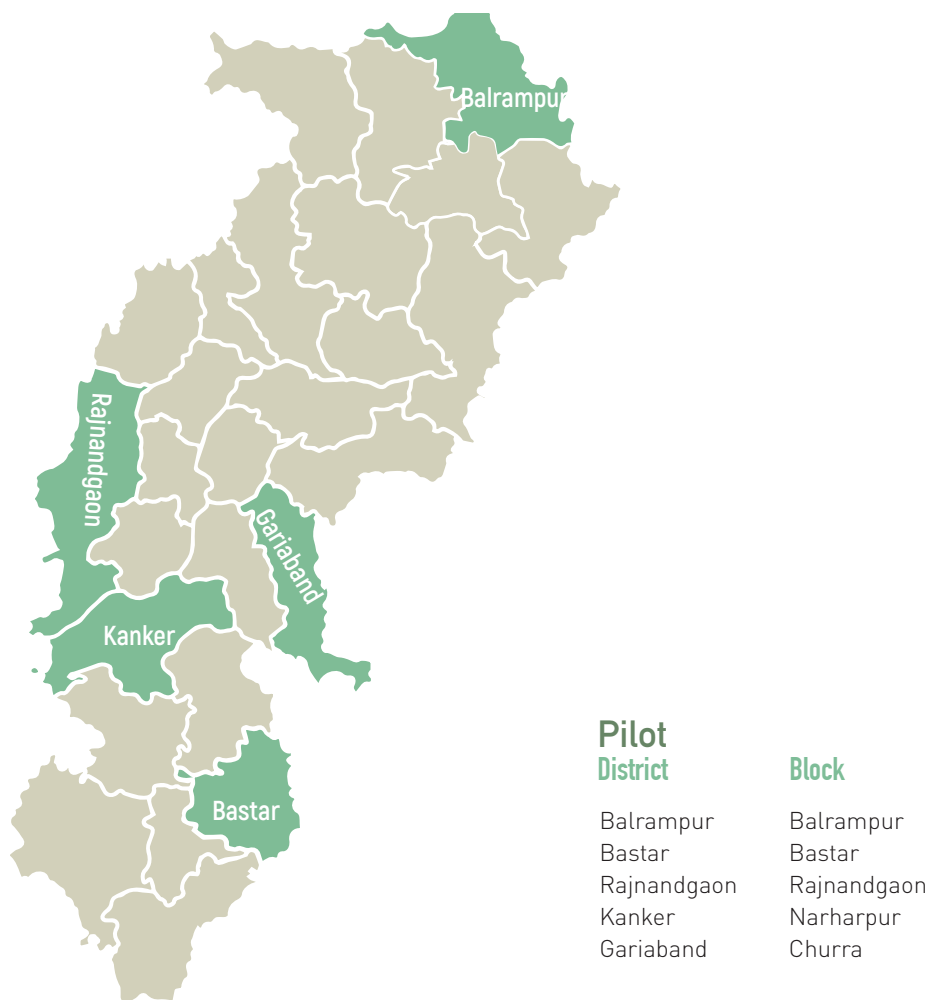 Balrampur
Rajnandgaon
Gariaband
Kanker
Bastar
Pilot
District Block
Balrampur Balrampur
Bastar Bastar
Rajnandgaon Rajnandgaon
Kanker Narharpur
Gariaband Churra